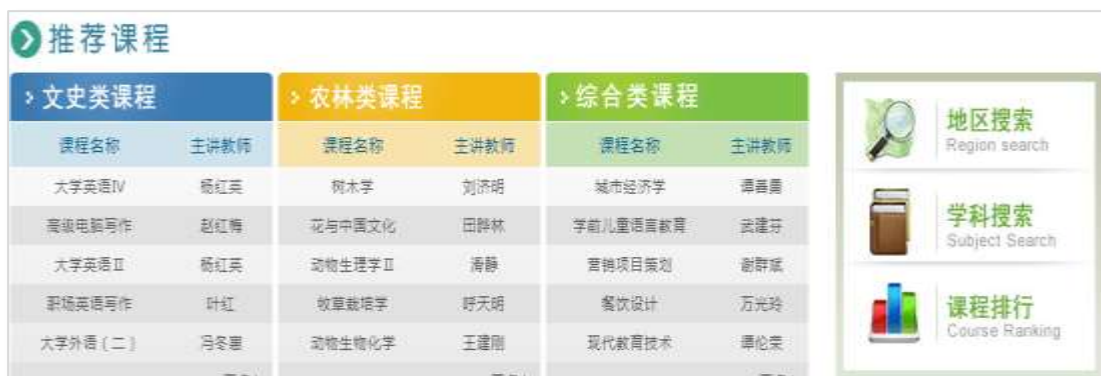 推荐课程
文史类课程 农林类课程 综合类课程
课程名称 主讲教师 课程名称 主讲教师 课程名称 主讲教师
大学英语IV 杨红英 树木学 刘济明 城市经济学
高级电脑写作 赵红梅 花与中国文化 田晔林 学前儿童语言教育 武建芬
大学英语II 杨红英 动物生理学II 营销项目策划 谢群斌
职场英语写作 叶红 牧草栽培学 呼天明 餐饮设计 万光玲
大学外语(二) 冯冬惠 动物生物化学 王建刚 现代教育技术 谭伦荣
地区搜索
Region search
学科搜索
Subject Search
课程排行
Course Ranking